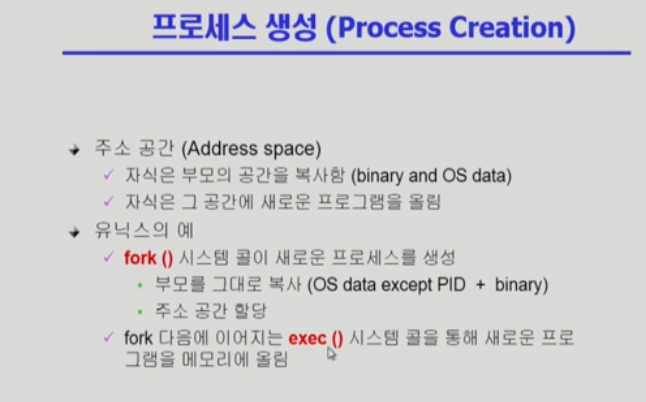 프로세스 생성 (Process Creation)
주소 공간 (Address space)
자식은 부모의 공간을 복사함 (binary and OS data)
자식은 그 공간에 새로운 프로그램을 올림
유닉스의 예
fork () 시스템 콜이 새로운 프로세스를 생성
부모를 그대로 복사 (OS data except PID + binary)
주소 공간 할당
fork 다음에 이어지는 exec () 시스템 콜을 통해 새로운 프로
그램을 메모리에 올림